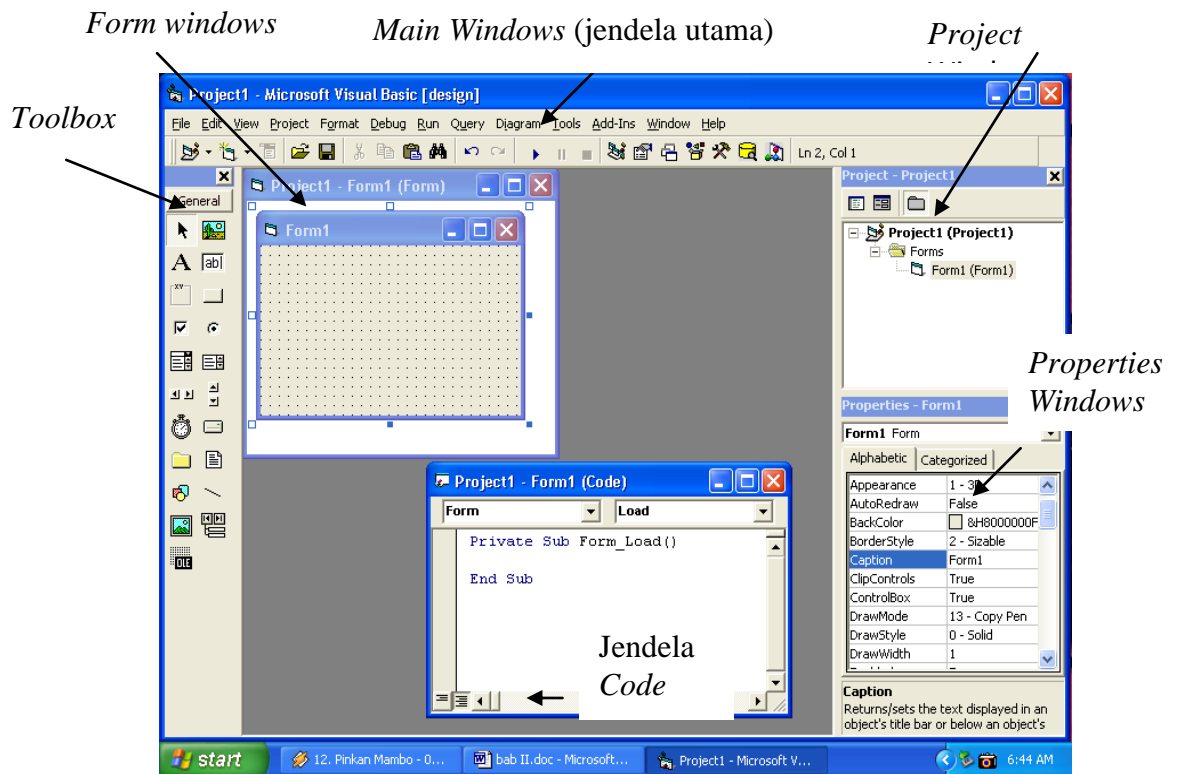 Form windows
Main Windows (jendela utama)
Project
Toolbox
Project1 - Microsoft Visual Basic [design]
File Edit View Project Format Debug Run Query Diagram Tools Add-Ins Window Help
Ln 2, Col 1
General
A
ab
XY
OLE
Project1 - Form1 (Form)
Form1
Project - Project1
Project1 (Project1)
Forms
Form1 (Form1)
Properties
Windows
Properties - Form1
Form1 Form
Alphabetic Categorized
Appearance 1 - 3D
AutoRedraw False
BackColor &H8000000F
BorderStyle 2 - Sizable
Caption Form1
ClipControls True
ControlBox True
DrawMode 13 - Copy Pen
DrawStyle 0 - Solid
DrawWidth 1
Caption
Returns/sets the text displayed in an
object's title bar or below an object's
Project1 - Form1 (Code)
Form Load
Private Sub Form_Load()
End Sub
Jendela
Code
start
12. Pinkan Mambo - 0...
bab II.doc - Microsoft...
Project1 - Microsoft V...
6:44 AM